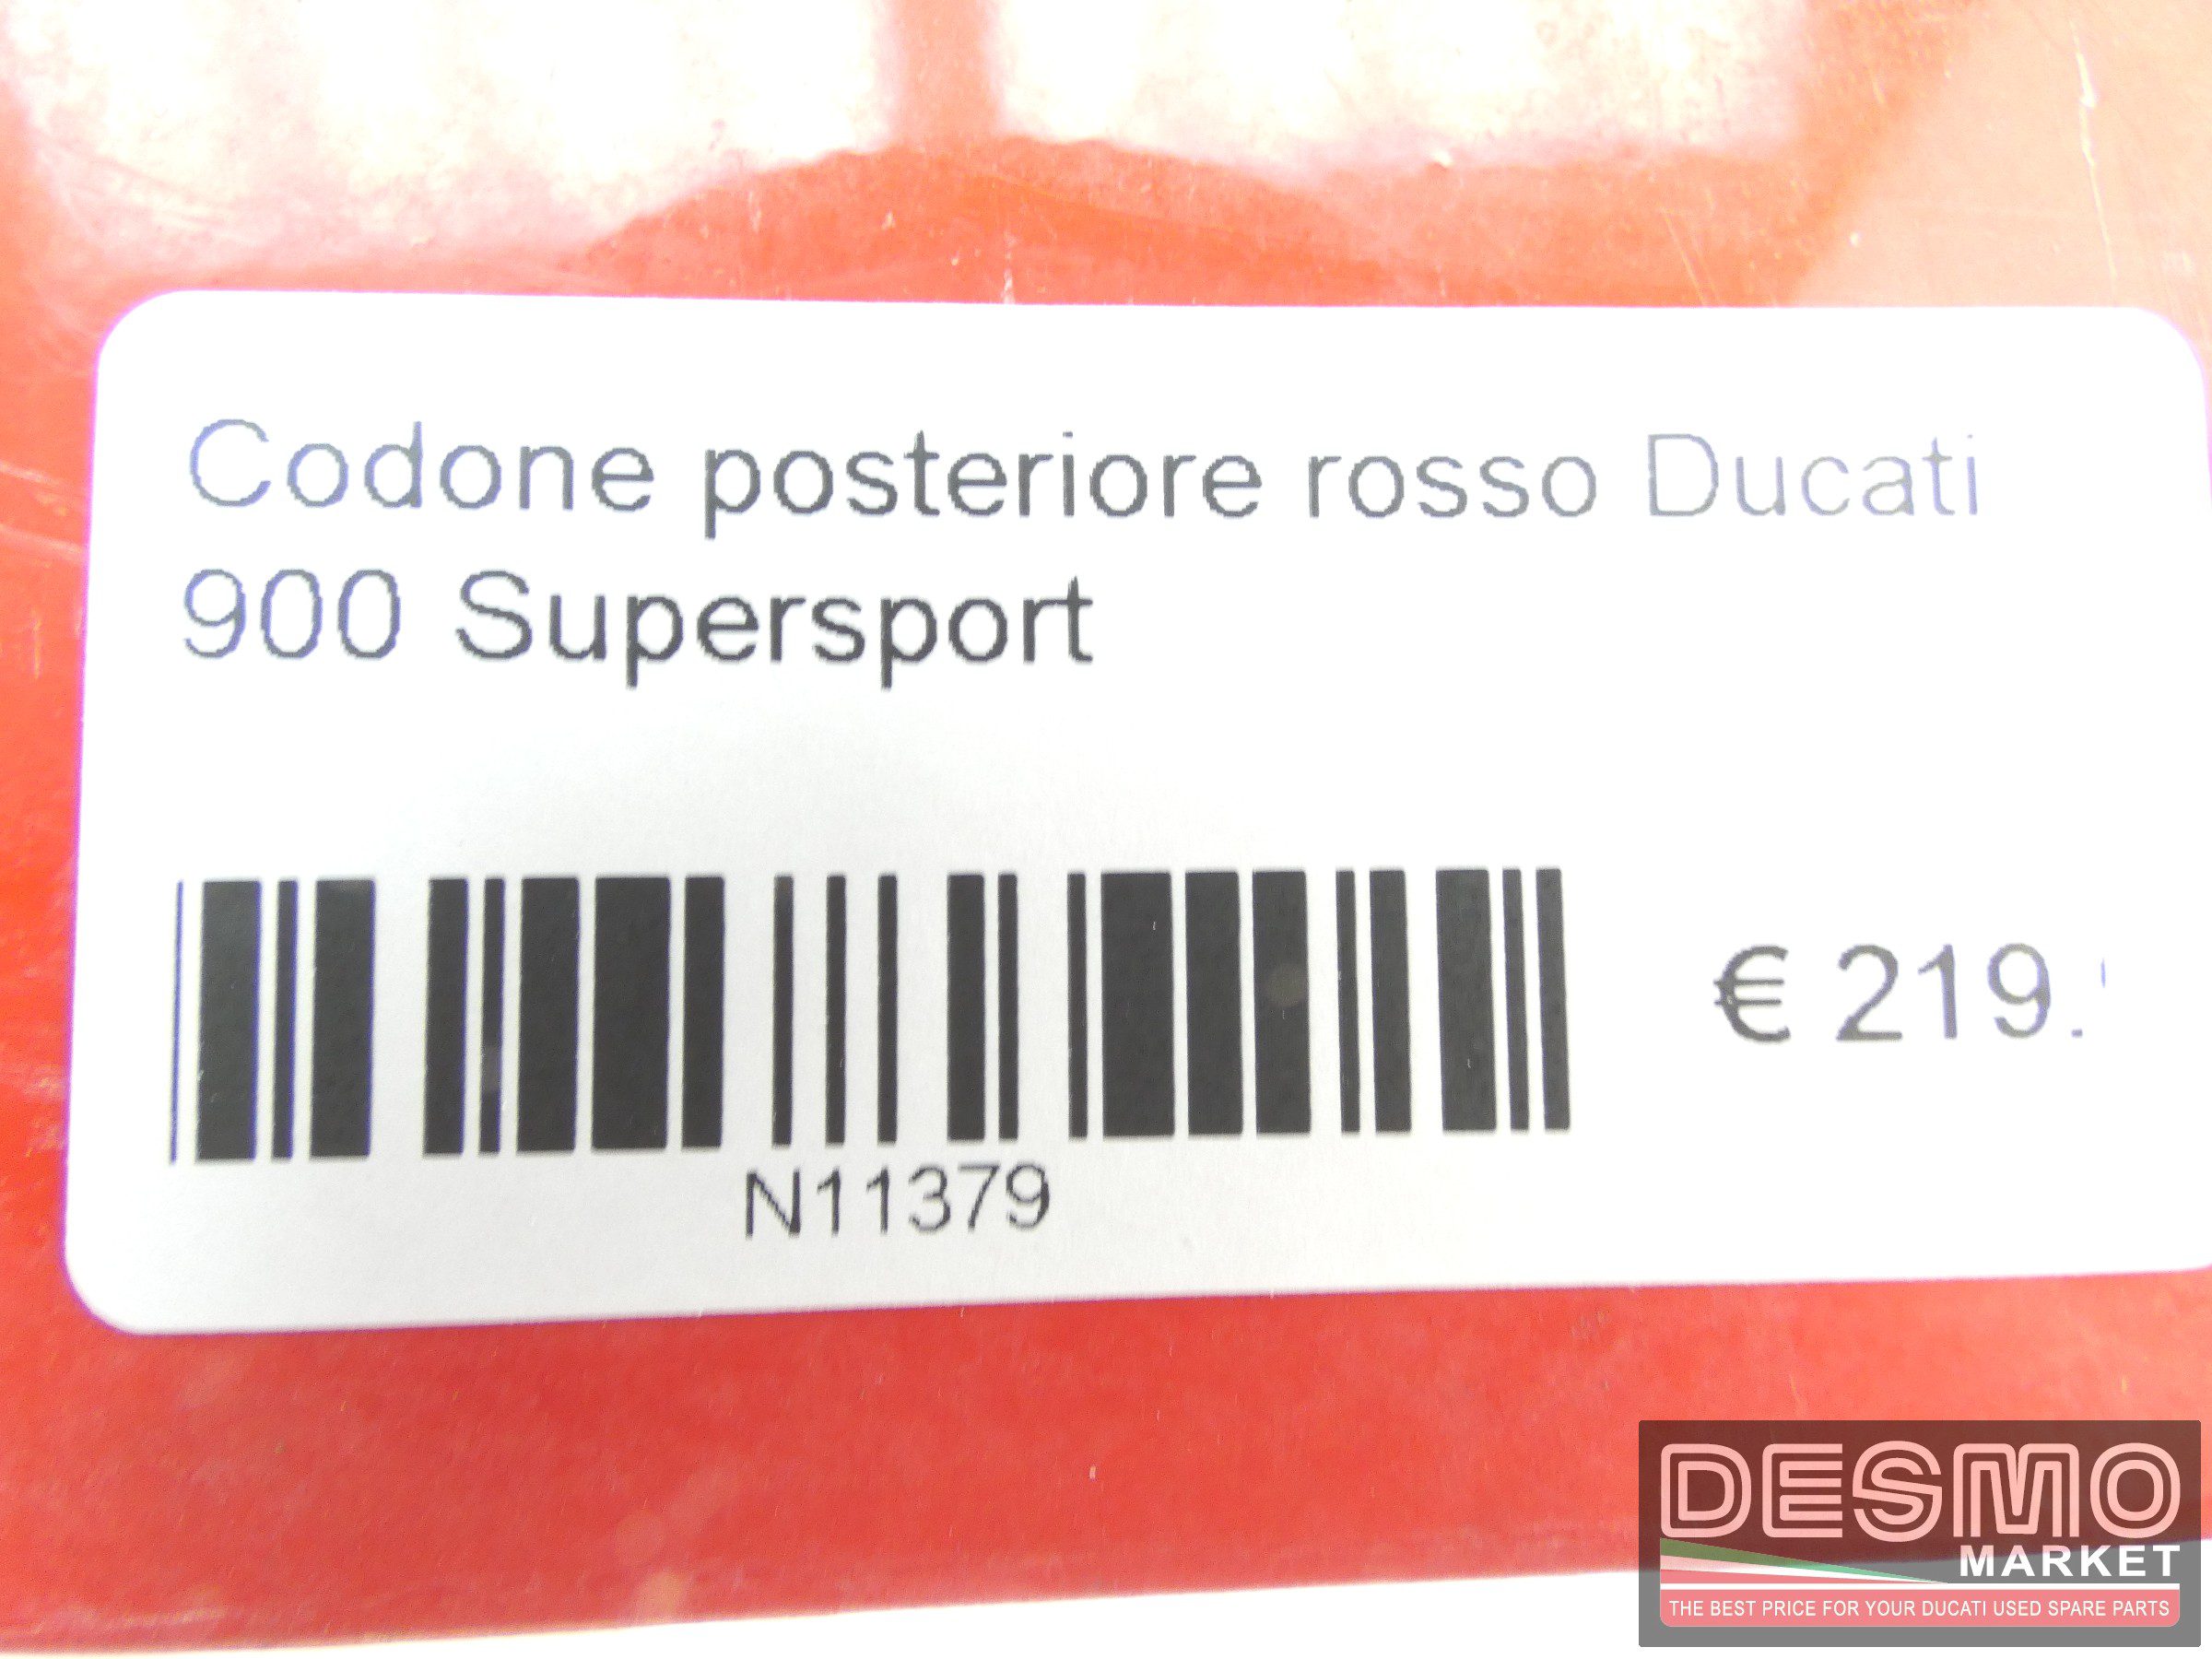 Codone posteriore rosso Ducati
900 Supersport
€ 219.
N11379
DESMO
MARKET
THE BEST PRICE FOR YOUR DUCATI USED SPARE PARTS